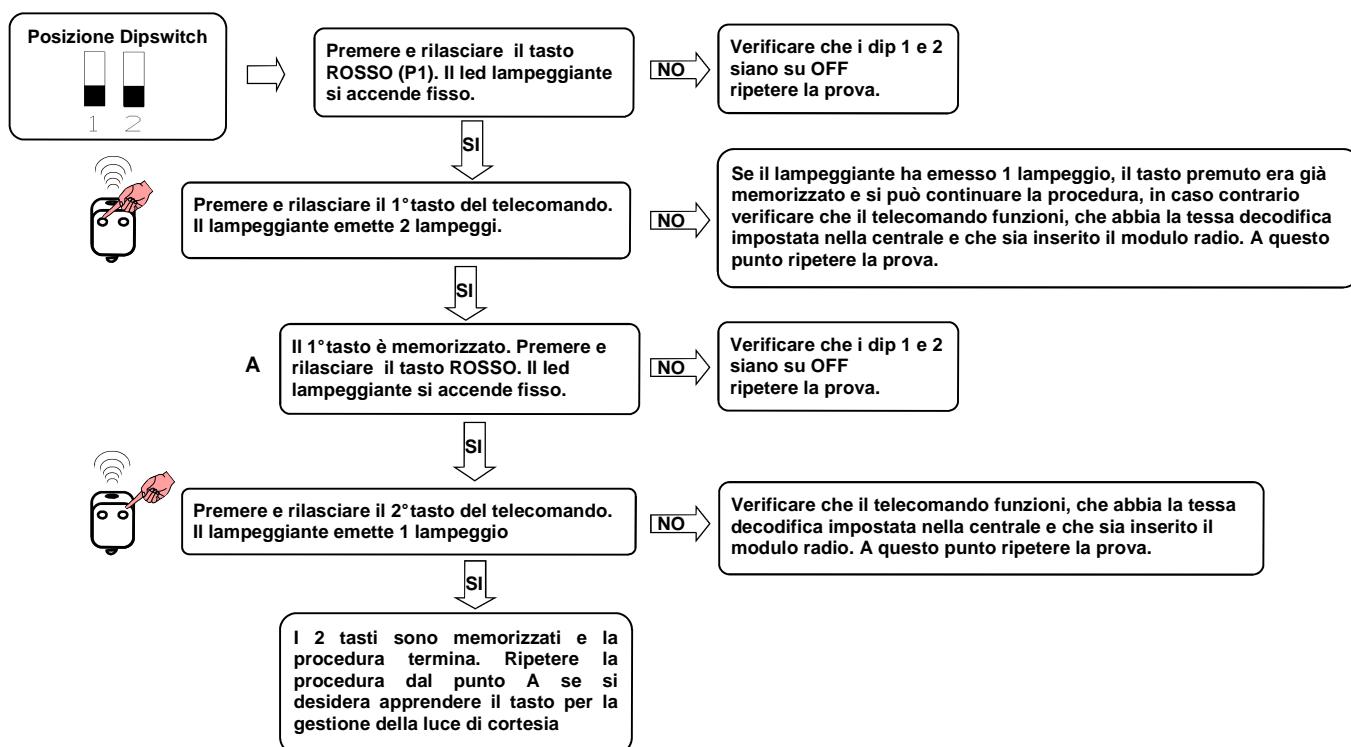 Posizione Dipswitch
1 2
Premere e rilasciare il tasto
ROSSO (P1). Il led lampeggiante
si accende fisso.
NO
Verificare che i dip 1 e 2
siano su OFF
ripetere la prova.
SI
Premere e rilasciare il 1° tasto del telecomando.
Il lampeggiante emette 2 lampeggi.
NO
Se il lampeggiante ha emesso 1 lampeggio, il tasto premuto era già
memorizzato e si può continuare la procedura, in caso contrario
verificare che il telecomando funzioni, che abbia la tessa decodifica
impostata nella centrale e che sia inserito il modulo radio. A questo
punto ripetere la prova.
SI
A
Il 1° tasto è memorizzato. Premere e
rilasciare il tasto ROSSO. Il led
lampeggiante si accende fisso.
NO
Verificare che i dip 1 e 2
siano su OFF
ripetere la prova.
SI
Premere e rilasciare il 2° tasto del telecomando.
Il lampeggiante emette 1 lampeggio
NO
Verificare che il telecomando funzioni, che abbia la tessa
decodifica impostata nella centrale e che sia inserito il
modulo radio. A questo punto ripetere la prova.
SI
I 2 tasti sono memorizzati e la
procedura termina. Ripetere la
procedura dal punto A se si
desidera apprendere il tasto per la
gestione della luce di cortesia